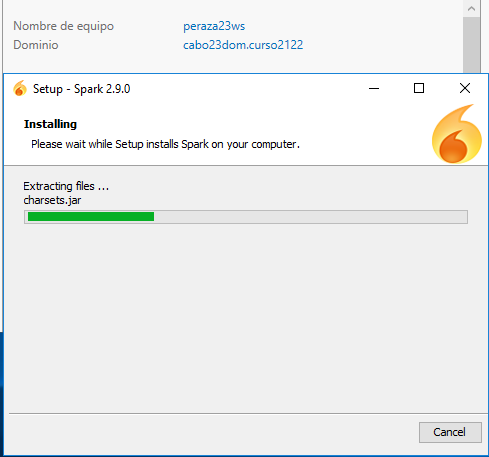 Nombre de equipo peraza23ws
Dominio cabo23dom.curso2122
Setup - Spark 2.9.0
Installing
Please wait while Setup installs Spark on your computer.
Extracting files ...
charsets.jar
Cancel